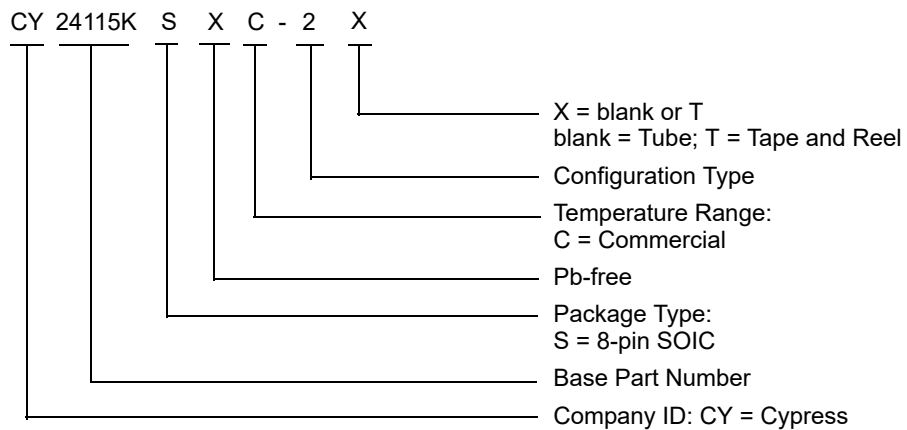 CY 24115K S X C - 2 X
X = blank or T
blank = Tube; T = Tape and Reel
Configuration Type
Temperature Range:
C = Commercial
Pb-free
Package Type:
S = 8-pin SOIC
Base Part Number
Company ID: CY = Cypress